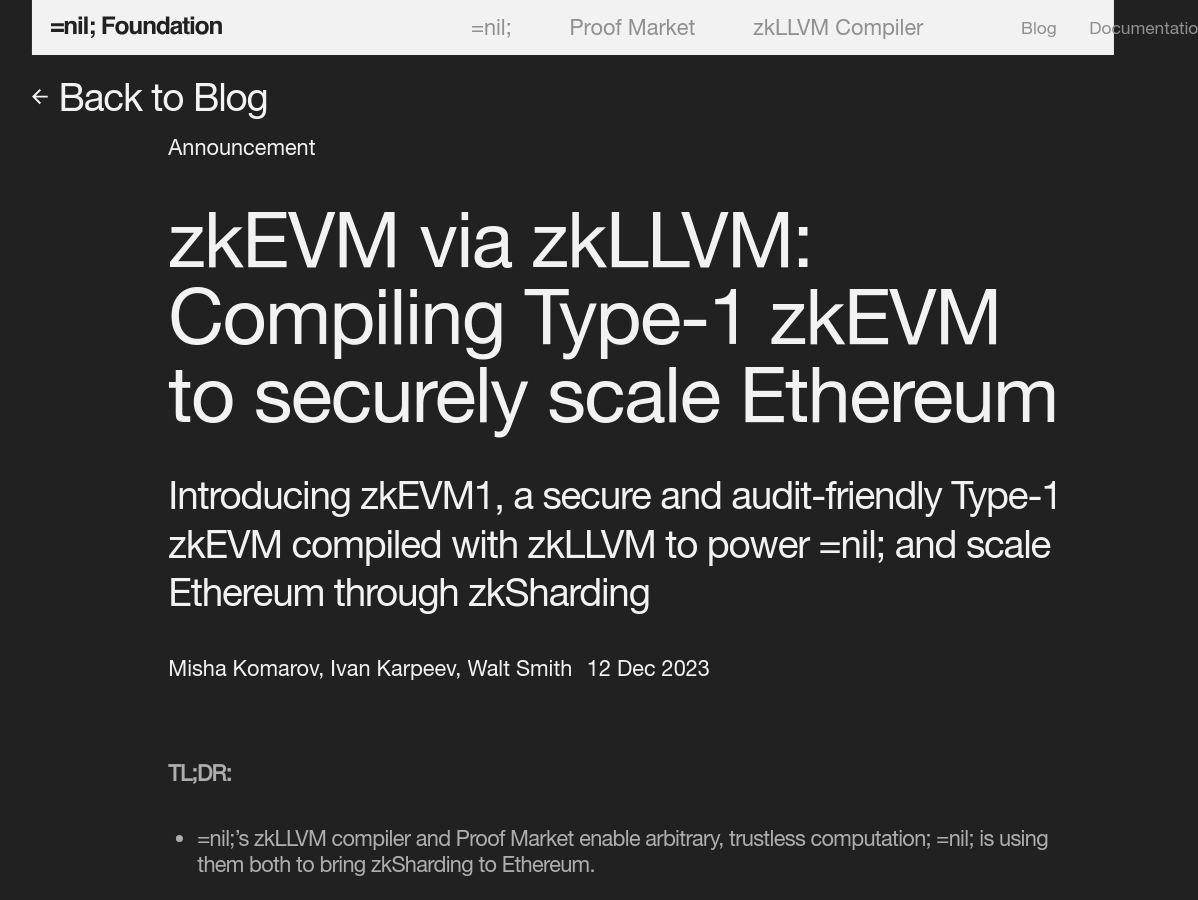 =nil; Foundation
=nil; Proof Market zkLLVM Compiler Blog Documentatio
← Back to Blog
Announcement
zkEVM via zkLLVM:
Compiling Type-1 zkEVM
to securely scale Ethereum
Introducing zkEVM1, a secure and audit-friendly Type-1
zkEVM compiled with zkLLVM to power =nil; and scale
Ethereum through zkSharding
Misha Komarov, Ivan Karpeev, Walt Smith 12 Dec 2023
TL;DR:
• =nil;’s zkLLVM compiler and Proof Market enable arbitrary, trustless computation; =nil; is using
them both to bring zkSharding to Ethereum.